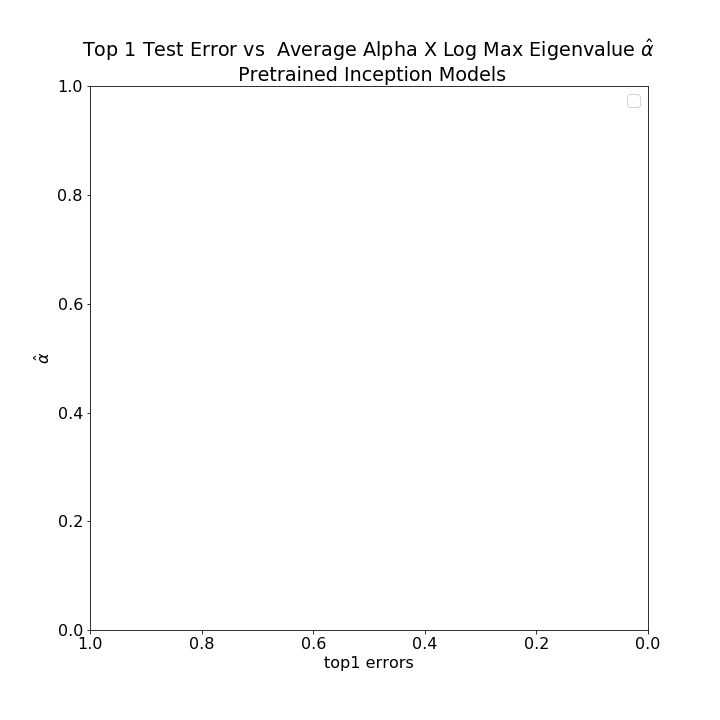 Top 1 Test Error vs  Average Alpha X Log Max Eigenvalue α̂
Pretrained Inception Models
1.0
0.8
0.6
0.4
0.2
0.0
α̂
1.0 0.8 0.6 0.4 0.2 0.0
top1 errors